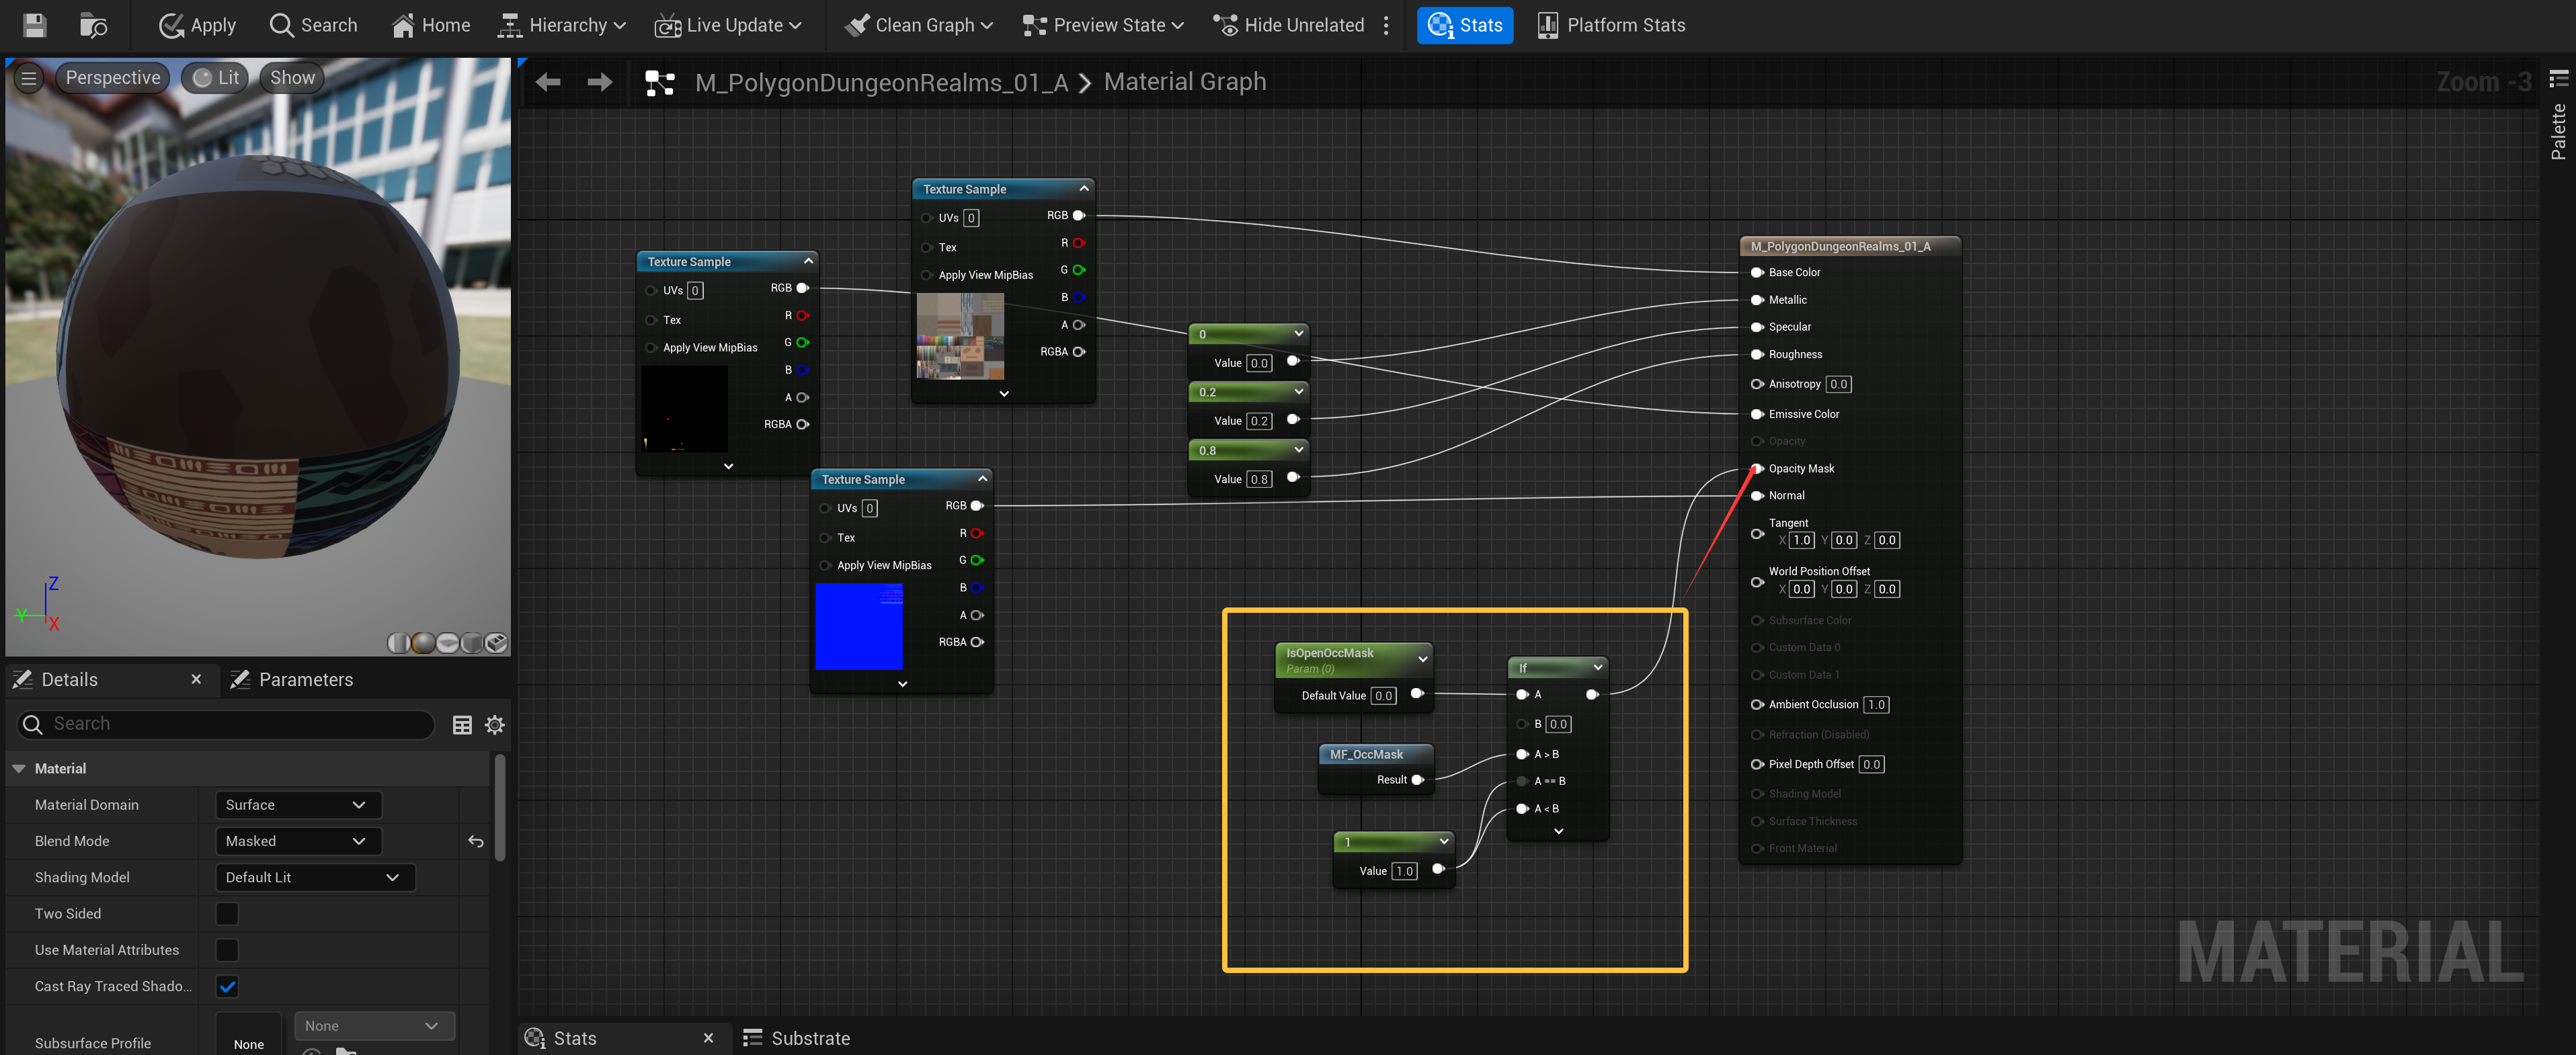 Apply
Search
Home
Hierarchy
Live Update
Clean Graph
Preview State
Hide Unrelated
Stats
Platform Stats
Perspective
Lit
Show
M_PolygonDungeonRealms_01_A
Material Graph
Zoom -3
Palette
Texture Sample
UVs 0
RGB
Tex
R
Apply View MipBias
G
B
A
RGBA
Texture Sample
UVs 0
RGB
Tex
R
Apply View MipBias
G
B
A
RGBA
Texture Sample
UVs 0
RGB
Tex
R
Apply View MipBias
G
B
A
RGBA
0
Value 0.0
0.2
Value 0.2
0.8
Value 0.8
M_PolygonDungeonRealms_01_A
Base Color
Metallic
Specular
Roughness
Anisotropy 0.0
Emissive Color
Opacity
Opacity Mask
Normal
Tangent
X 1.0 Y 0.0 Z 0.0
World Position Offset
X 0.0 Y 0.0 Z 0.0
Subsurface Color
Custom Data 0
Custom Data 1
Ambient Occlusion 1.0
Refraction (Disabled)
Pixel Depth Offset 0.0
Shading Model
Surface Thickness
Front Material
IsOpenOccMask
Param (0)
Default Value 0.0
If
A
B 0.0
A > B
A == B
A < B
MF_OccMask
Result
1
Value 1.0
Z
Y
X
Details
Parameters
Search
Material
Material Domain
Surface
Blend Mode
Masked
Shading Model
Default Lit
Two Sided
Use Material Attributes
Cast Ray Traced Shado...
Subsurface Profile
None
None
MATERIAL
Stats
Substrate